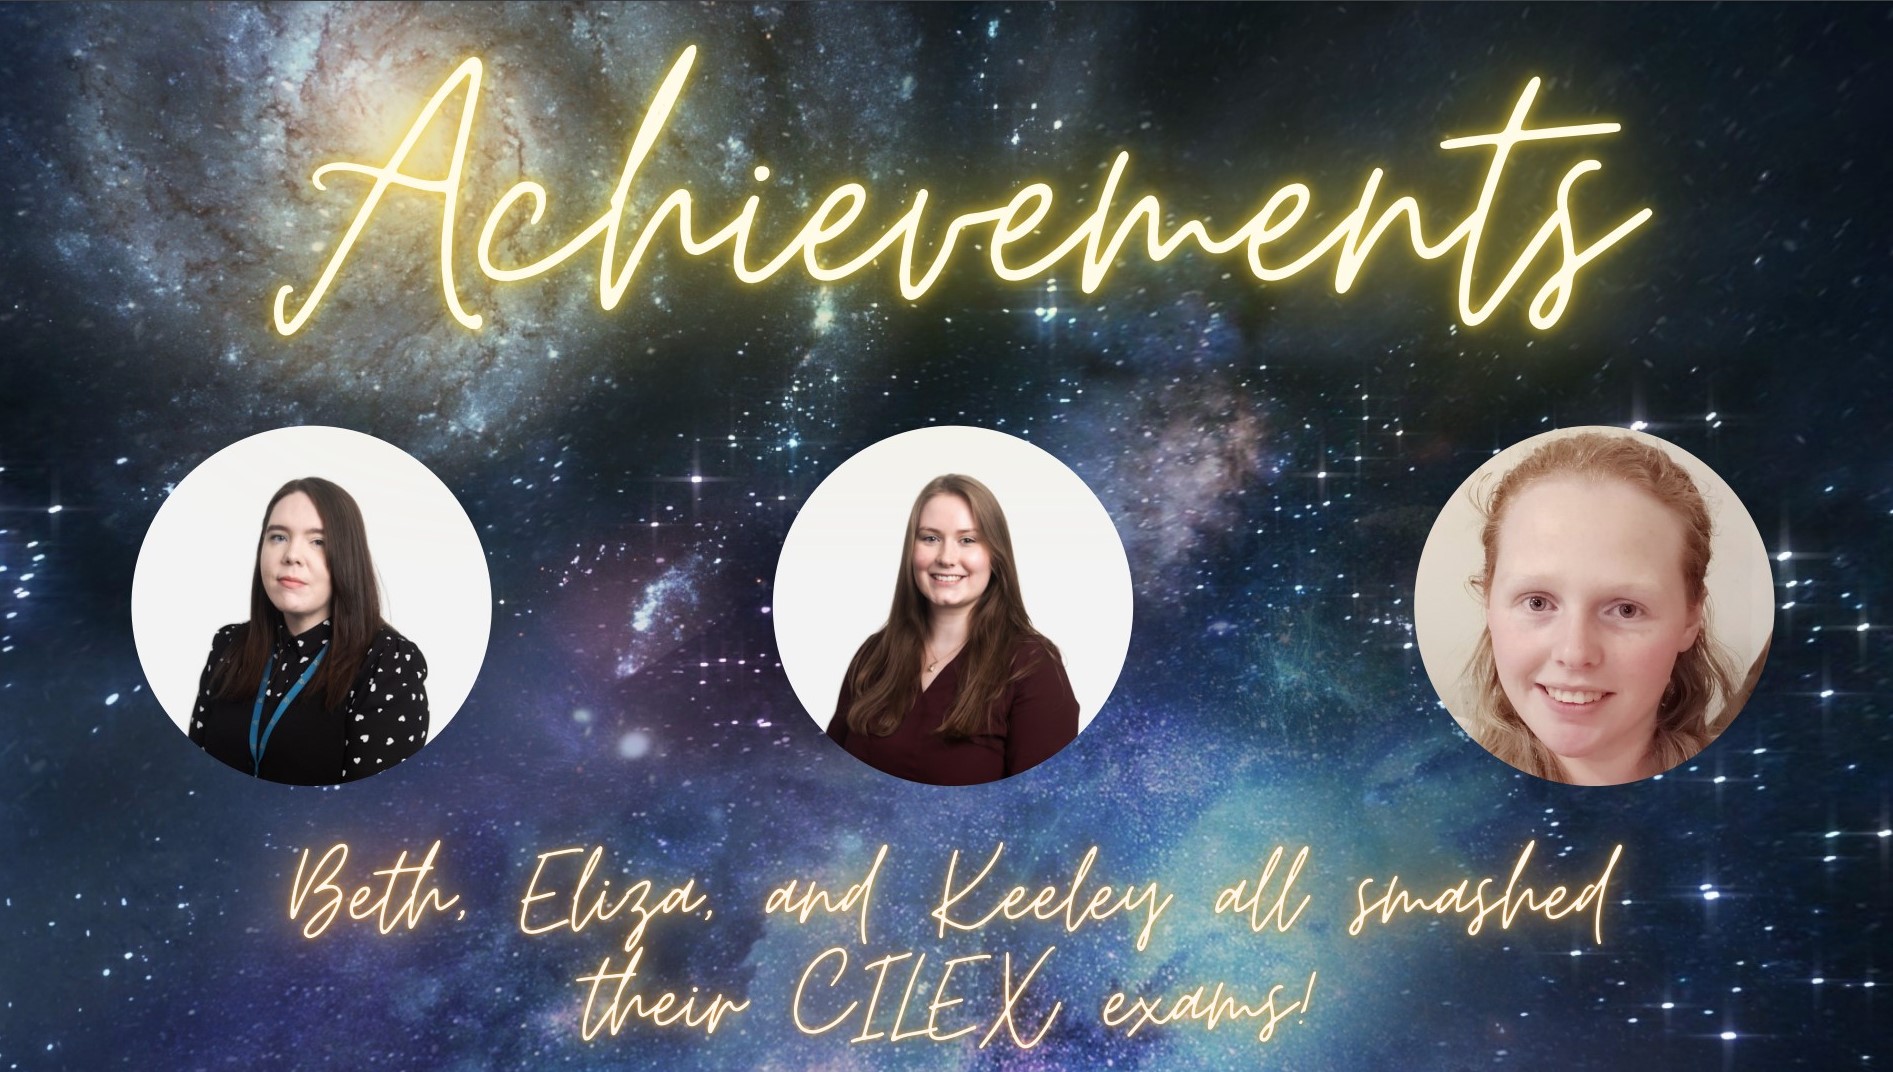 Achievements
Beth, Eliza, and Keeley all smashed
their CILEX exams!